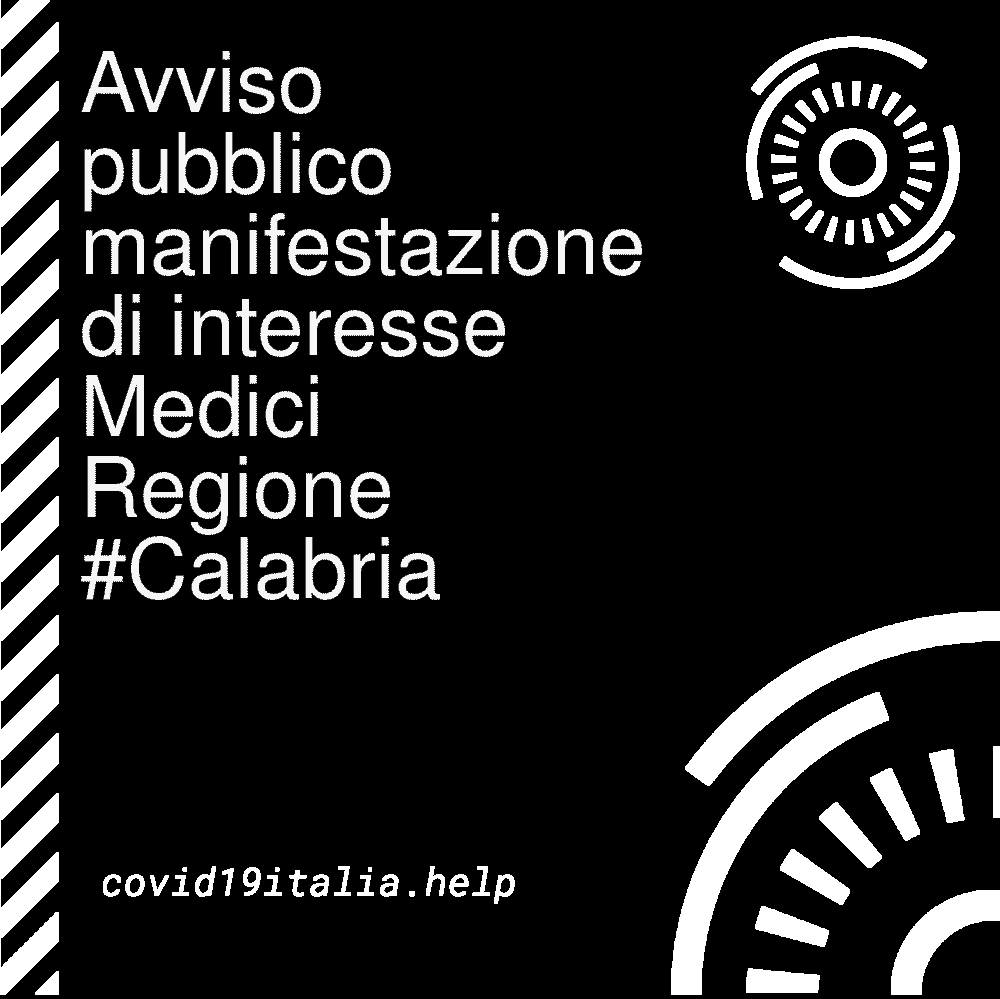 Avviso
pubblico
manifestazione
di interesse
Medici
Regione
#Calabria
covid19italia.help